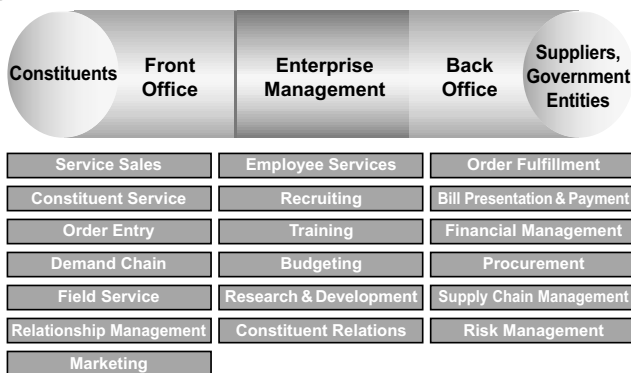 Constituents
Front
Office
Enterprise
Management
Back
Office
Suppliers,
Government
Entities
Service Sales
Employee Services
Order Fulfillment
Constituent Service
Recruiting
Bill Presentation & Payment
Order Entry
Training
Financial Management
Demand Chain
Budgeting
Procurement
Field Service
Research & Development
Supply Chain Management
Relationship Management
Constituent Relations
Risk Management
Marketing